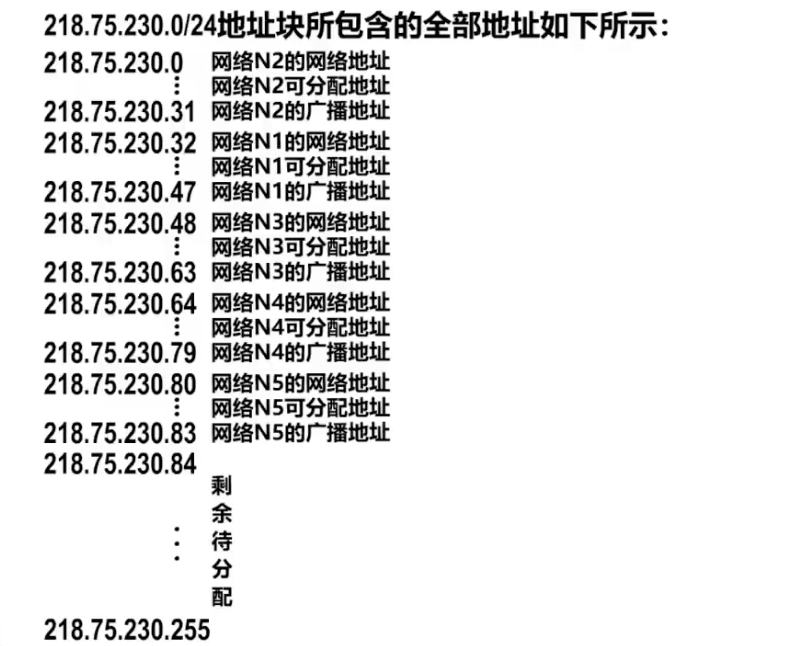 218.75.230.0/24地址块所包含的全部地址如下所示：
218.75.230.0 网络N2的网络地址
⋮ 网络N2可分配地址
218.75.230.31 网络N2的广播地址
218.75.230.32 网络N1的网络地址
⋮ 网络N1可分配地址
218.75.230.47 网络N1的广播地址
218.75.230.48 网络N3的网络地址
⋮ 网络N3可分配地址
218.75.230.63 网络N3的广播地址
218.75.230.64 网络N4的网络地址
⋮ 网络N4可分配地址
218.75.230.79 网络N4的广播地址
218.75.230.80 网络N5的网络地址
⋮ 网络N5可分配地址
218.75.230.83 网络N5的广播地址
218.75.230.84
剩
余
⋮ 待
分
配
218.75.230.255